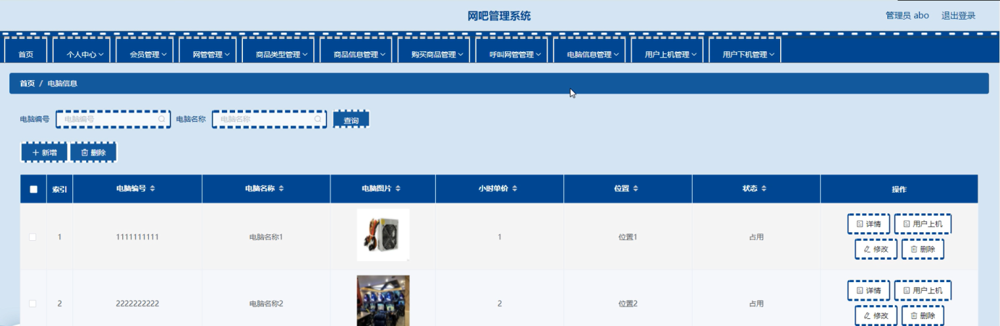 网吧管理系统
管理员 abo 退出登录
首页 个人中心 会员管理 网管管理 商品类型管理 商品信息管理 购买商品管理 呼叫网管管理 电脑信息管理 用户上机管理 用户下机管理
首页 / 电脑信息
电脑编号 电脑编号 电脑名称 电脑名称 查询
新增 删除
索引 电脑编号 电脑名称 电脑图片 小时单价 位置 状态 操作
1 1111111111 电脑名称1 1 位置1 占用 详情 用户上机
修改 删除
2 2222222222 电脑名称2 2 位置2 占用 详情 用户上机
修改 删除